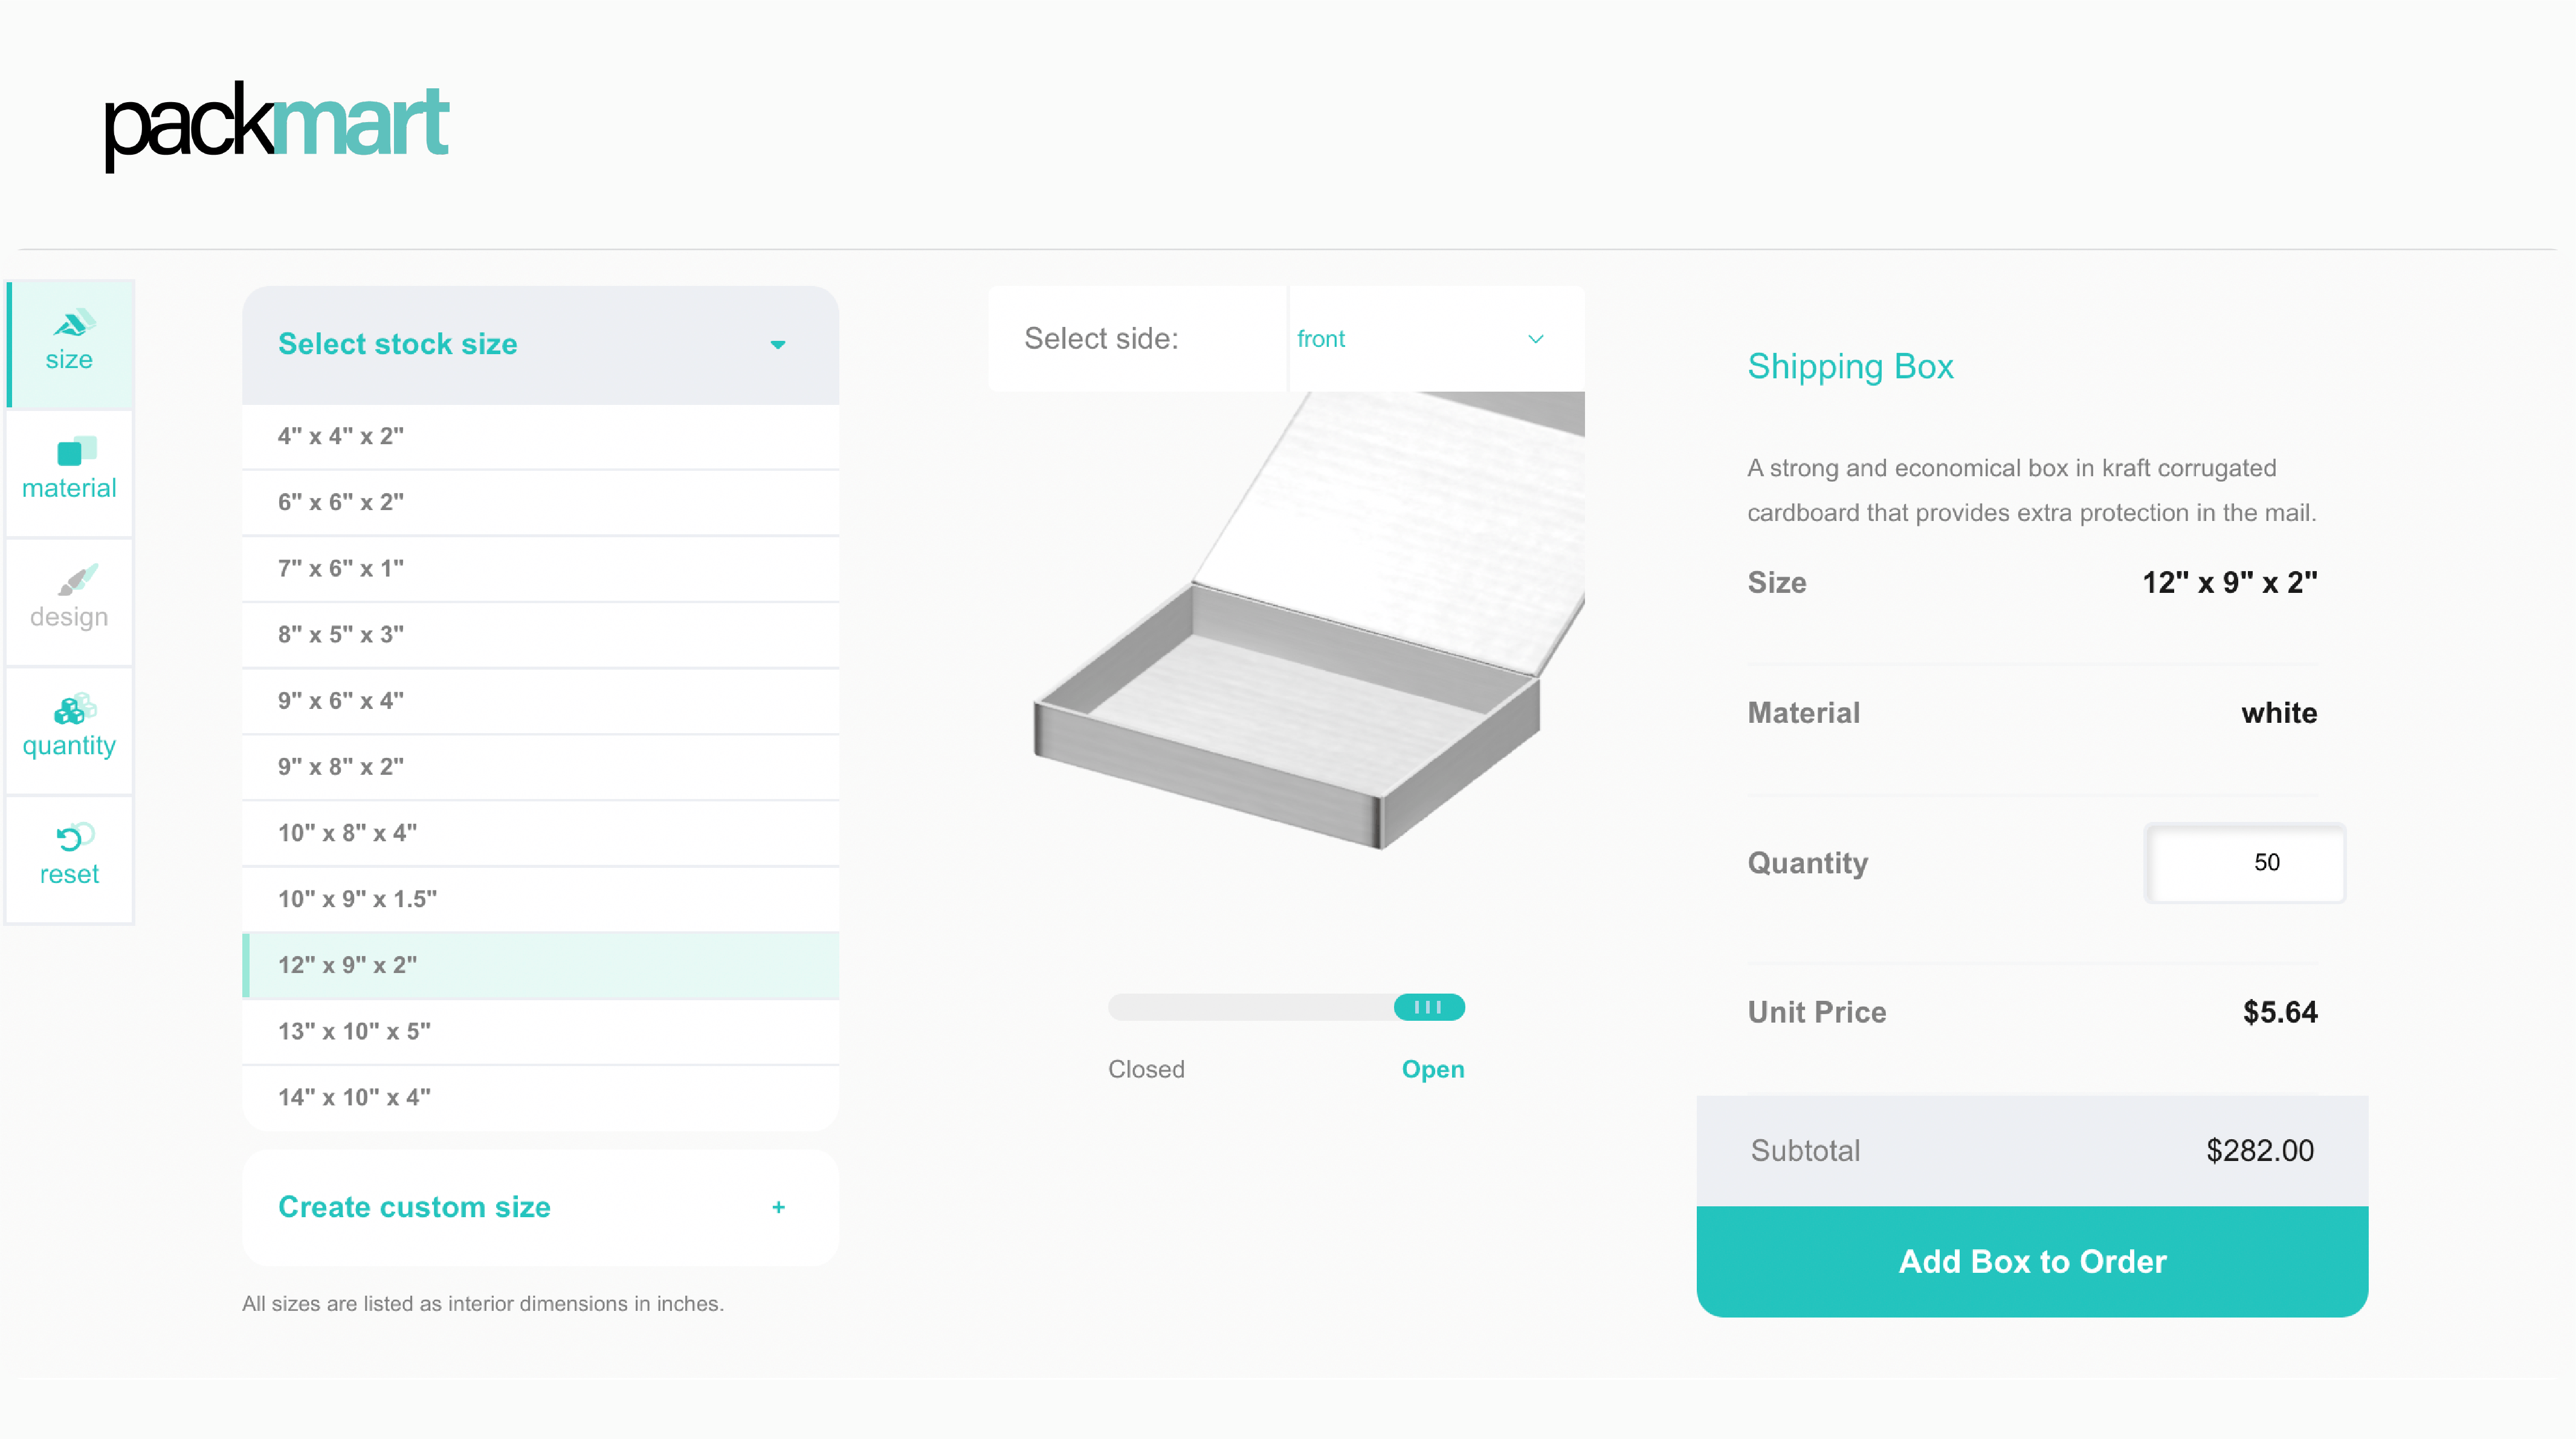 packmart
size
material
design
quantity
reset
Select stock size
4" x 4" x 2"
6" x 6" x 2"
7" x 6" x 1"
8" x 5" x 3"
9" x 6" x 4"
9" x 8" x 2"
10" x 8" x 4"
10" x 9" x 1.5"
12" x 9" x 2"
13" x 10" x 5"
14" x 10" x 4"
Create custom size +
All sizes are listed as interior dimensions in inches.
Select side: front
Closed Open
Shipping Box
A strong and economical box in kraft corrugated
cardboard that provides extra protection in the mail.
Size 12" x 9" x 2"
Material white
Quantity 50
Unit Price $5.64
Subtotal $282.00
Add Box to Order